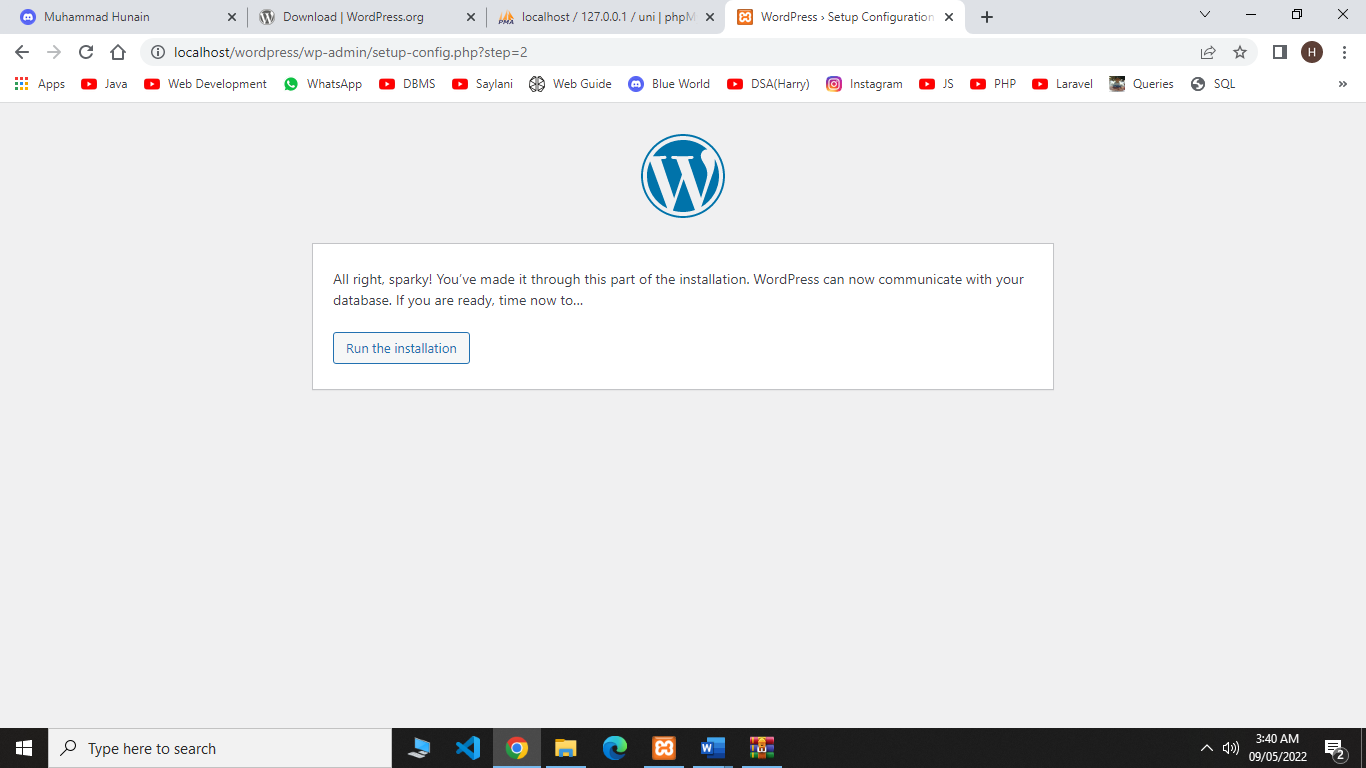 Muhammad Hunain
Download | WordPress.org
localhost / 127.0.0.1 / uni | phpM
WordPress › Setup Configuration
localhost/wordpress/wp-admin/setup-config.php?step=2
H
Apps Java Web Development WhatsApp DBMS Saylani Web Guide Blue World DSA(Harry) Instagram JS PHP Laravel Queries SQL
All right, sparky! You’ve made it through this part of the installation. WordPress can now communicate with your
database. If you are ready, time now to…
Run the installation
Type here to search
3:40 AM
09/05/2022
2